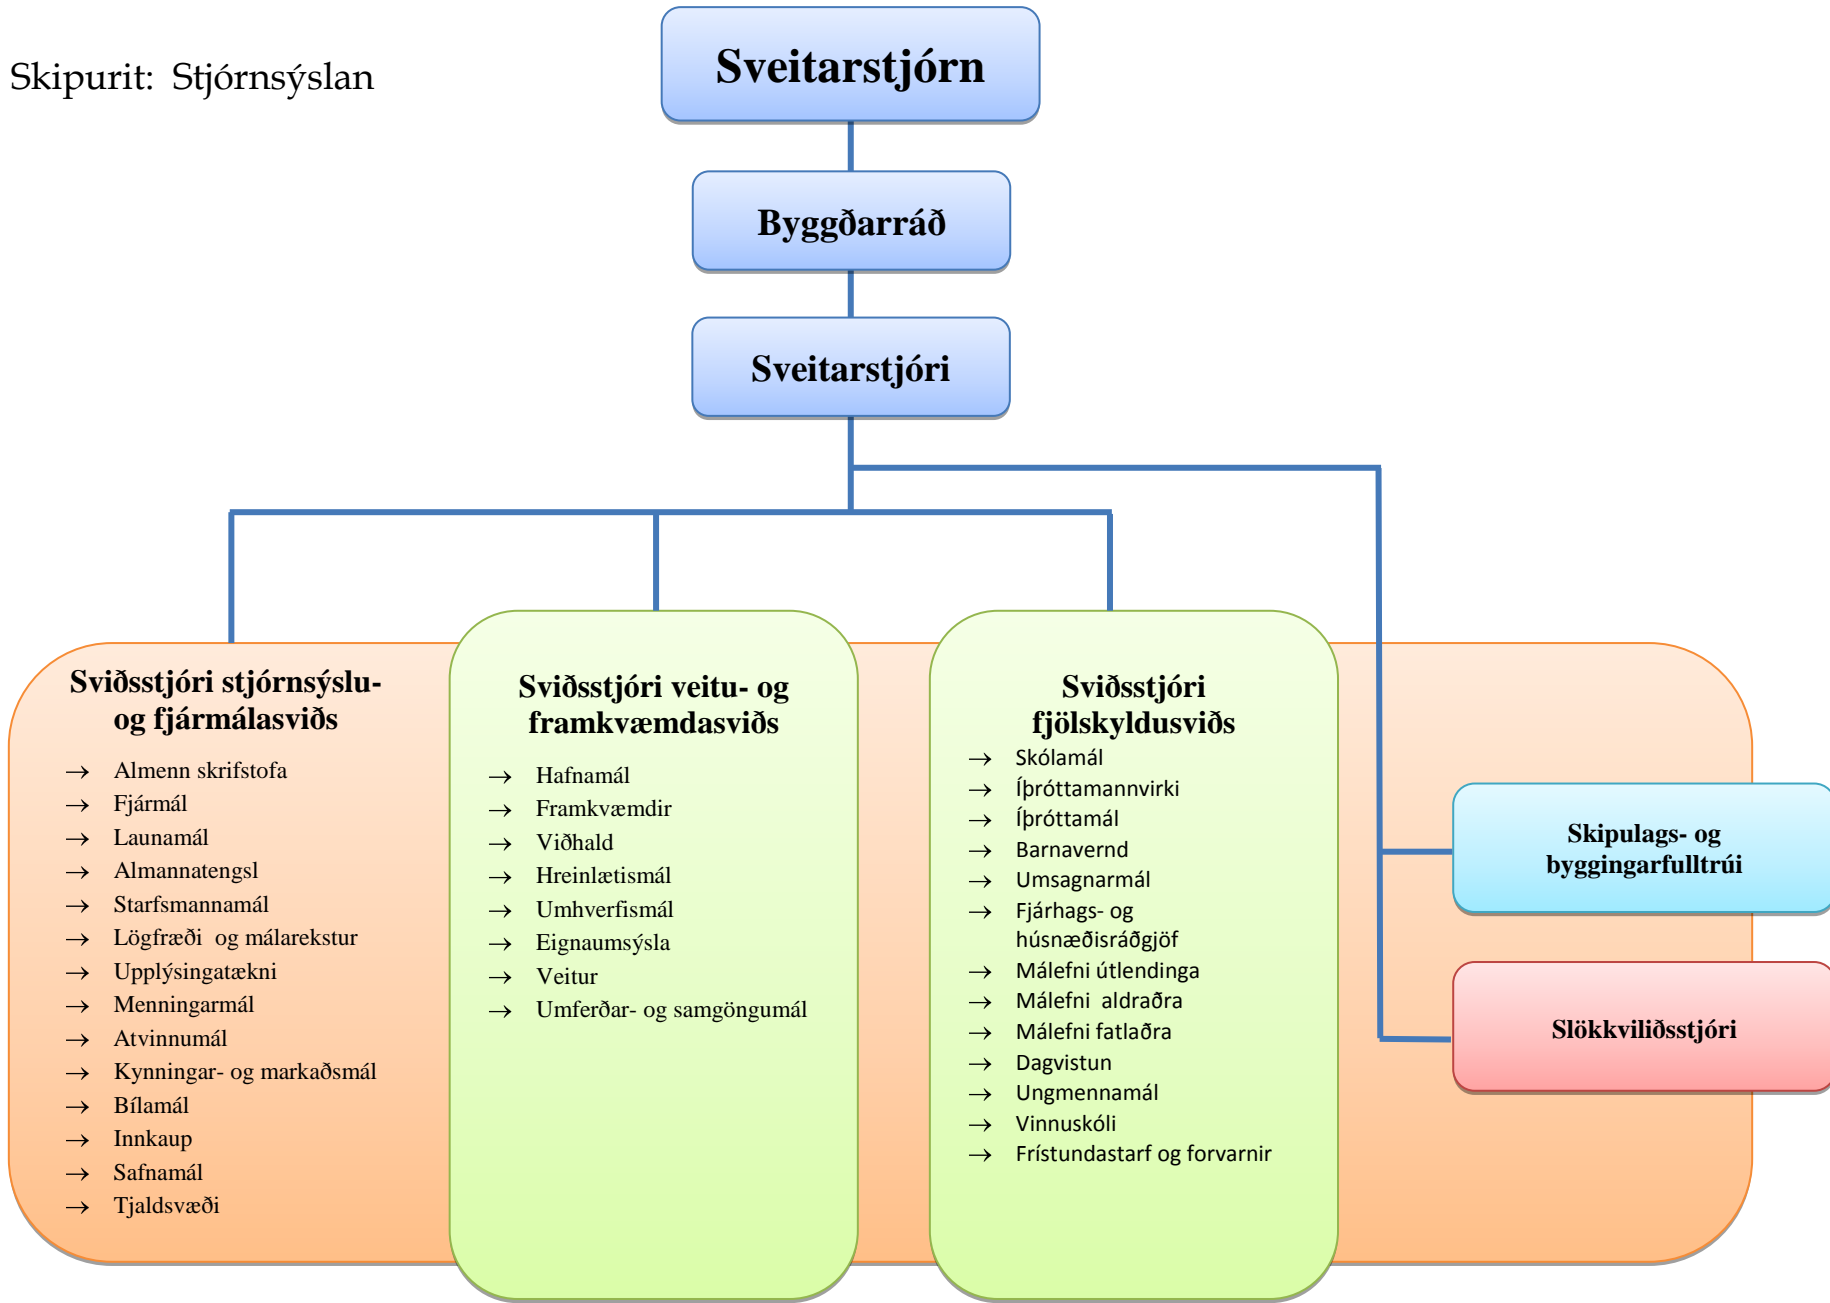 Skipurit: Stjórnsýslan
Sveitarstjórn
Byggðarráð
Sveitarstjóri
Sviðsstjóri stjórnsýslu-
og fjármálasviðs
→ Almenn skrifstofa
→ Fjármál
→ Launamál
→ Almannatengsl
→ Starfsmannamál
→ Lögfræði og málarekstur
→ Upplýsingatækni
→ Menningarmál
→ Atvinnumál
→ Kynningar- og markaðsmál
→ Bílamál
→ Innkaup
→ Safnamál
→ Tjaldsvæði
Sviðsstjóri veitu- og
framkvæmdasviðs
→ Hafnamál
→ Framkvæmdir
→ Viðhald
→ Hreinlætismál
→ Umhverfismál
→ Eignaumsýsla
→ Veitur
→ Umferðar- og samgöngumál
Sviðsstjóri
fjölskyldusviðs
→ Skólamál
→ Íþróttamannvirki
→ Íþróttamál
→ Barnavernd
→ Umsagnarmál
→ Fjárhags- og
húsnæðisráðgjöf
→ Málefni útlendinga
→ Málefni aldraðra
→ Málefni fatlaðra
→ Dagvistun
→ Ungmennamál
→ Vinnuskóli
→ Frístundastarf og forvarnir
Skipulags- og
byggingarfulltrúi
Slökkviliðsstjóri